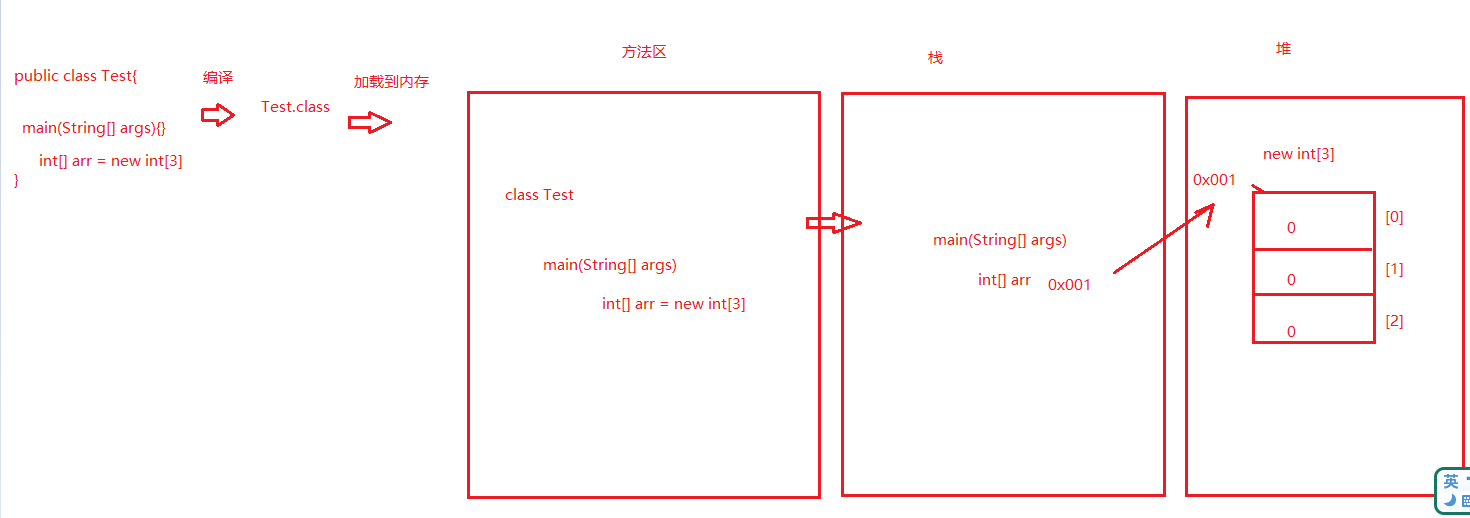 public class Test{
main(String[] args){}
int[] arr = new int[3]
}
编译
Test.class
加载到内存
方法区
class Test
main(String[] args)
int[] arr = new int[3]
栈
main(String[] args)
int[] arr 0x001
堆
new int[3]
0x001
0 [0]
0 [1]
0 [2]
英